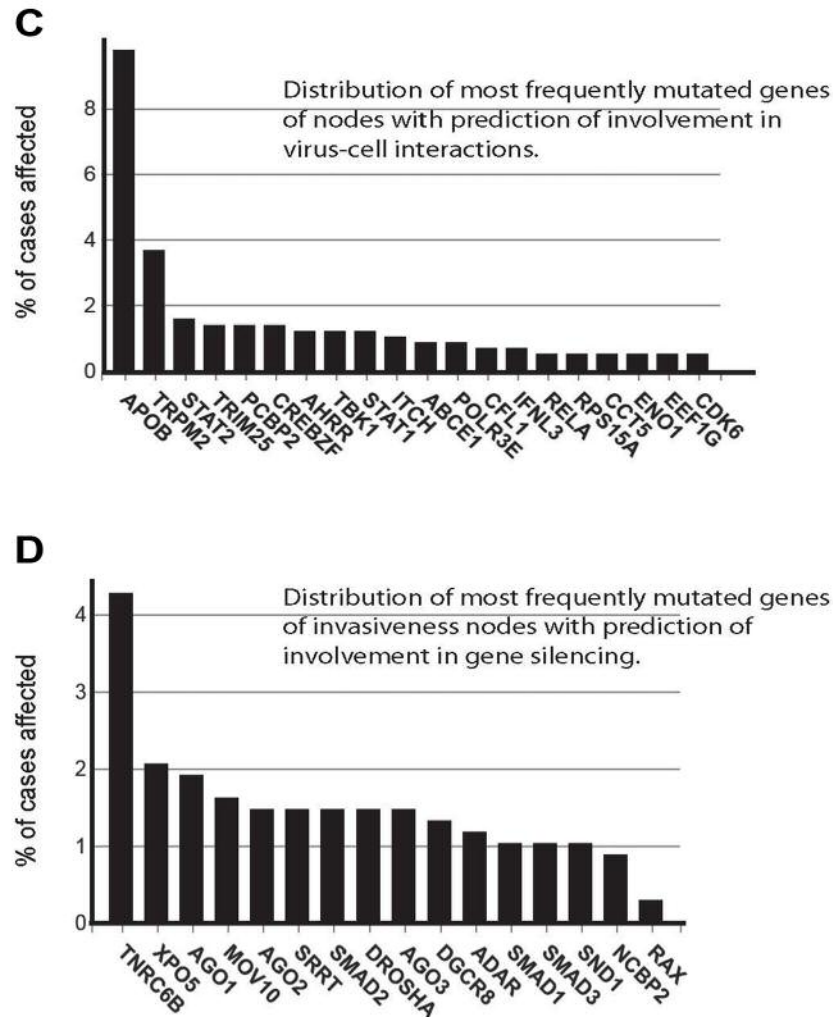 C
% of cases affected
Distribution of most frequently mutated genes
of nodes with prediction of involvement in
virus-cell interactions.
8
6
4
2
0
APOB
TRPM2
STAT2
TRIM25
PCBP2
CREBZF
AHRR
TBK1
STAT1
ITCH
ABCE1
POLR3E
CFL1
IFNL3
RELA
RPS15A
CCT5
ENO1
EEF1G
CDK6
D
% of cases affected
Distribution of most frequently mutated genes
of invasiveness nodes with prediction of
involvement in gene silencing.
4
3
2
1
0
TNRC6B
XPO5
AGO1
MOV10
AGO2
SRRT
SMAD2
DROSHA
AGO3
DGCR8
ADAR
SMAD1
SMAD3
SND1
NCBP2
RAX